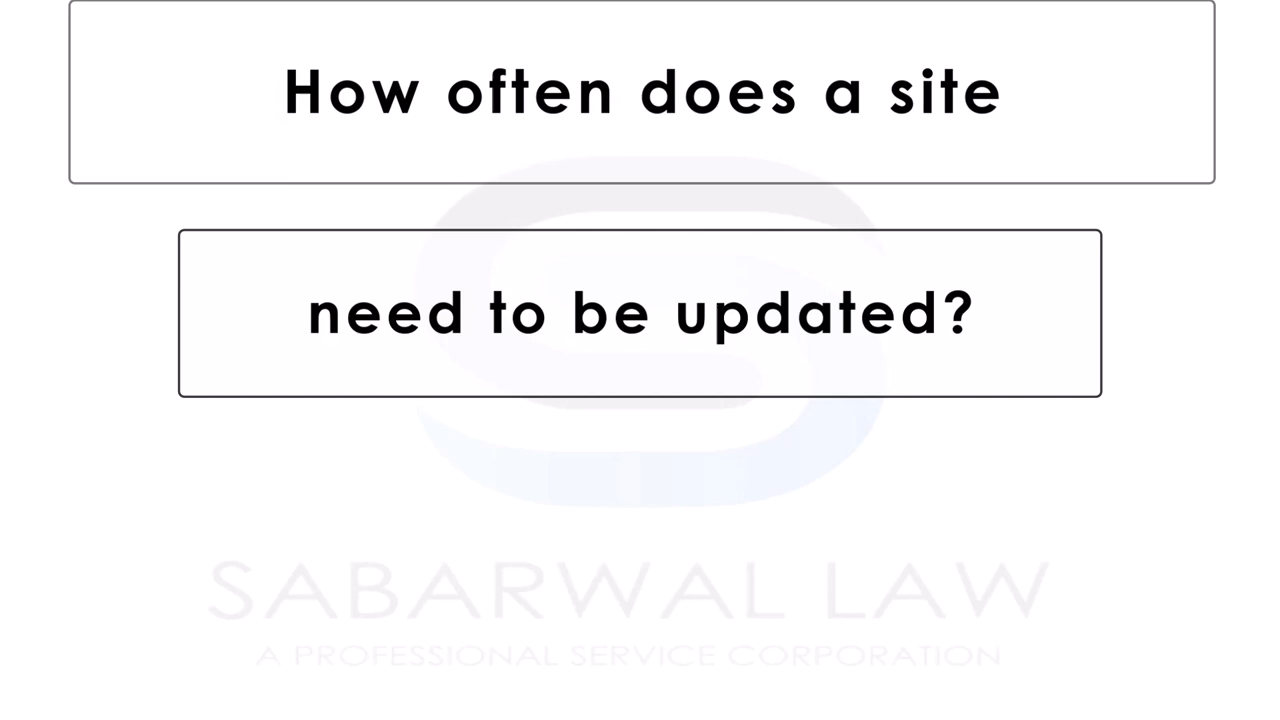 How often does a site
need to be updated?
SABARWAL LAW
A PROFESSIONAL SERVICE CORPORATION